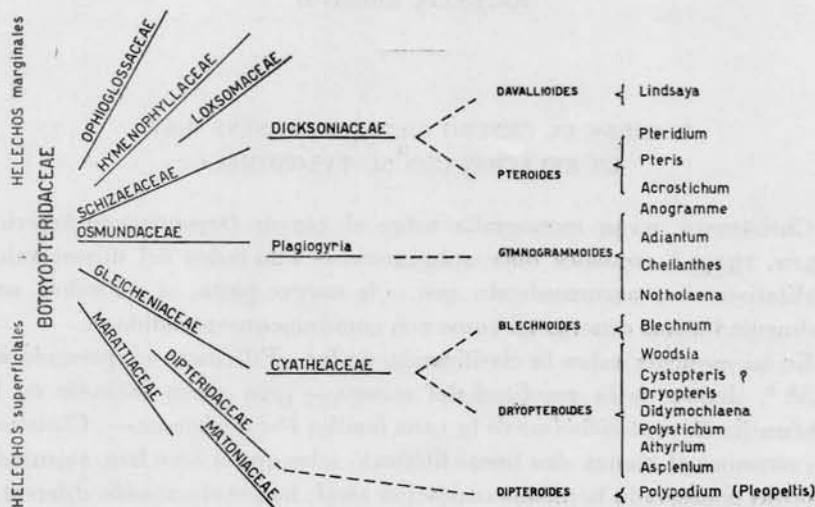 HELECHOS marginales
HELECHOS superficiales
BOTRYOPTERIDACEAE
OPHIOGLOSSACEAE
HYMENOPHYLLACEAE
LOXSOMACEAE
SCHIZAEACEAE
DICKSONIACEAE
OSMUNDACEAE
Plagiogyria
GLEICHENIACEAE
MARATTIACEAE
DIPTEROACEAE
MATONIACEAE
CYATHEACEAE
DAVALLIOIDES
Lindsaya
PTEROIDES
Pteridium
Pteris
Acrostichum
GIMNOGRAMMOIDES
Anogramme
Adiantum
Cheilanthes
Notholaena
BLECHNOIDES
Blechnum
DRYOPTEROIDES
Woodsia
Cystopteris ?
Dryopteris
Didymochlaena
Polystichum
Athyrium
Asplenium
DIPTEROIDES
Polypodium (Pleopeltis)